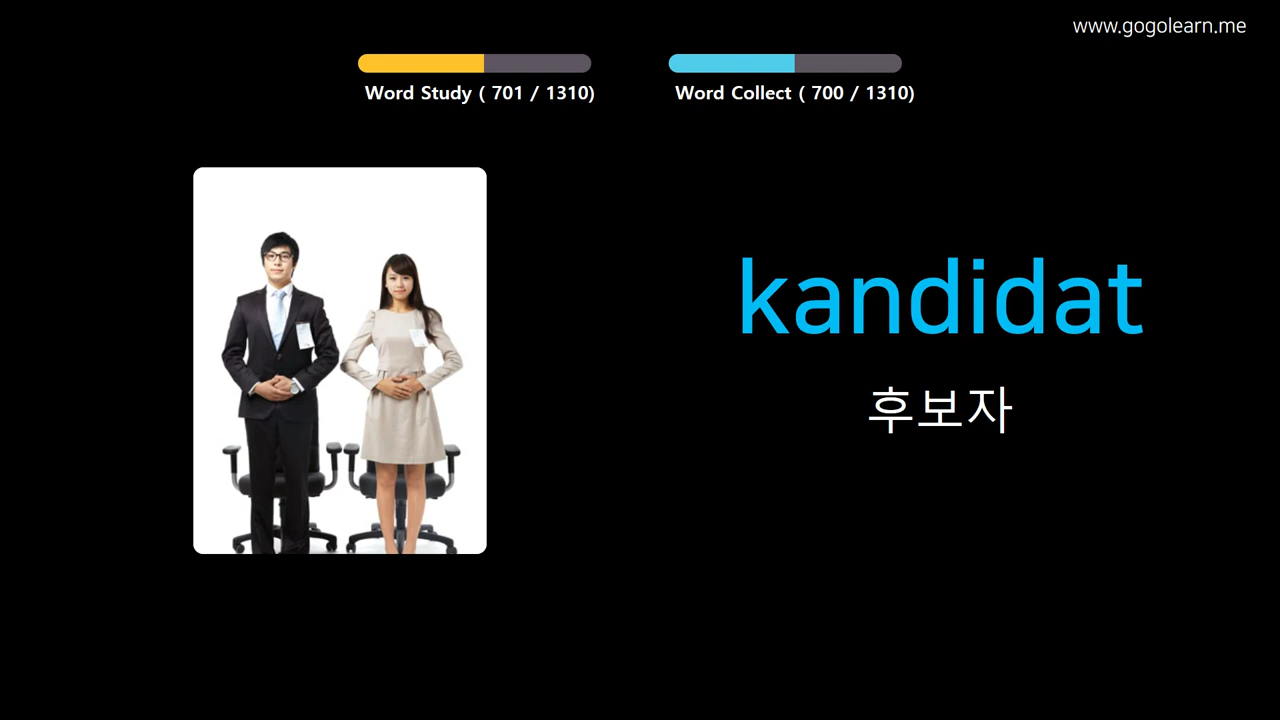 www.gogolearn.me
Word Study ( 701 / 1310)
Word Collect ( 700 / 1310)
kandidat
후보자